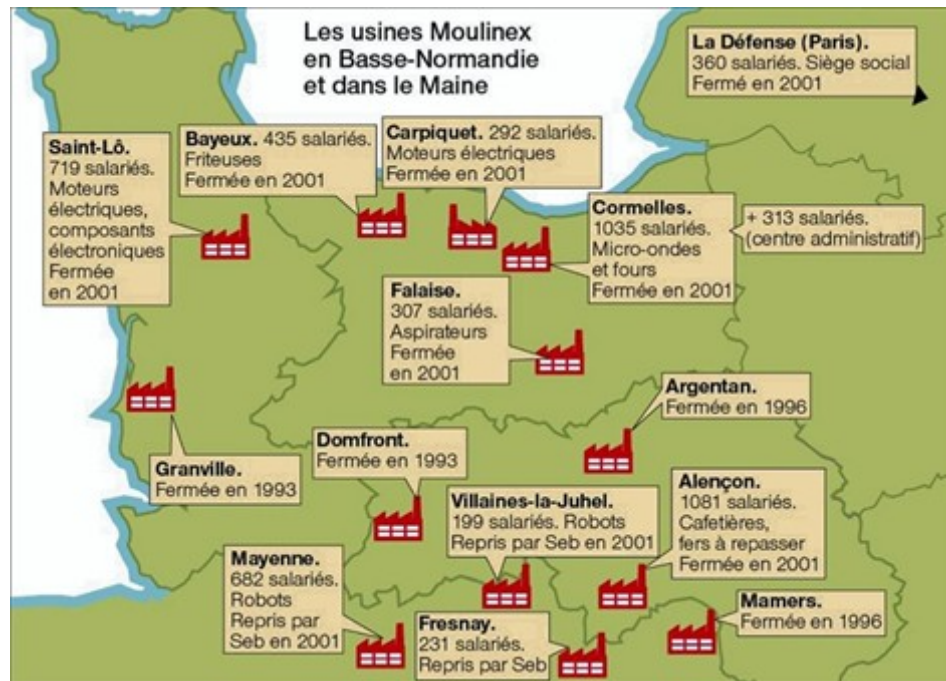 Les usines Moulinex
en Basse-Normandie
et dans le Maine
La Défense (Paris).
360 salariés. Siège social
Fermé en 2001
Saint-Lô.
719 salariés.
Moteurs
électriques,
composants
électroniques
Fermée
en 2001
Bayeux. 435 salariés.
Friteuses
Fermée en 2001
Carpiquet. 292 salariés.
Moteurs électriques
Fermée en 2001
Cormelles.
1035 salariés.
Micro-ondes
et fours
Fermée en 2001
+ 313 salariés.
(centre administratif)
Falaise.
307 salariés.
Aspirateurs
Fermée
en 2001
Argentan.
Fermée en 1996
Granville.
Fermée en 1993
Domfront.
Fermée en 1993
Villaines-la-Juhel.
199 salariés. Robots
Repris par Seb en 2001
Alençon.
1081 salariés.
Cafetières,
fers à repasser
Fermée en 2001
Mayenne.
682 salariés.
Robots
Repris par
Seb en 2001
Fresnay.
231 salariés.
Repris par Seb
Mamers.
Fermée en 1996